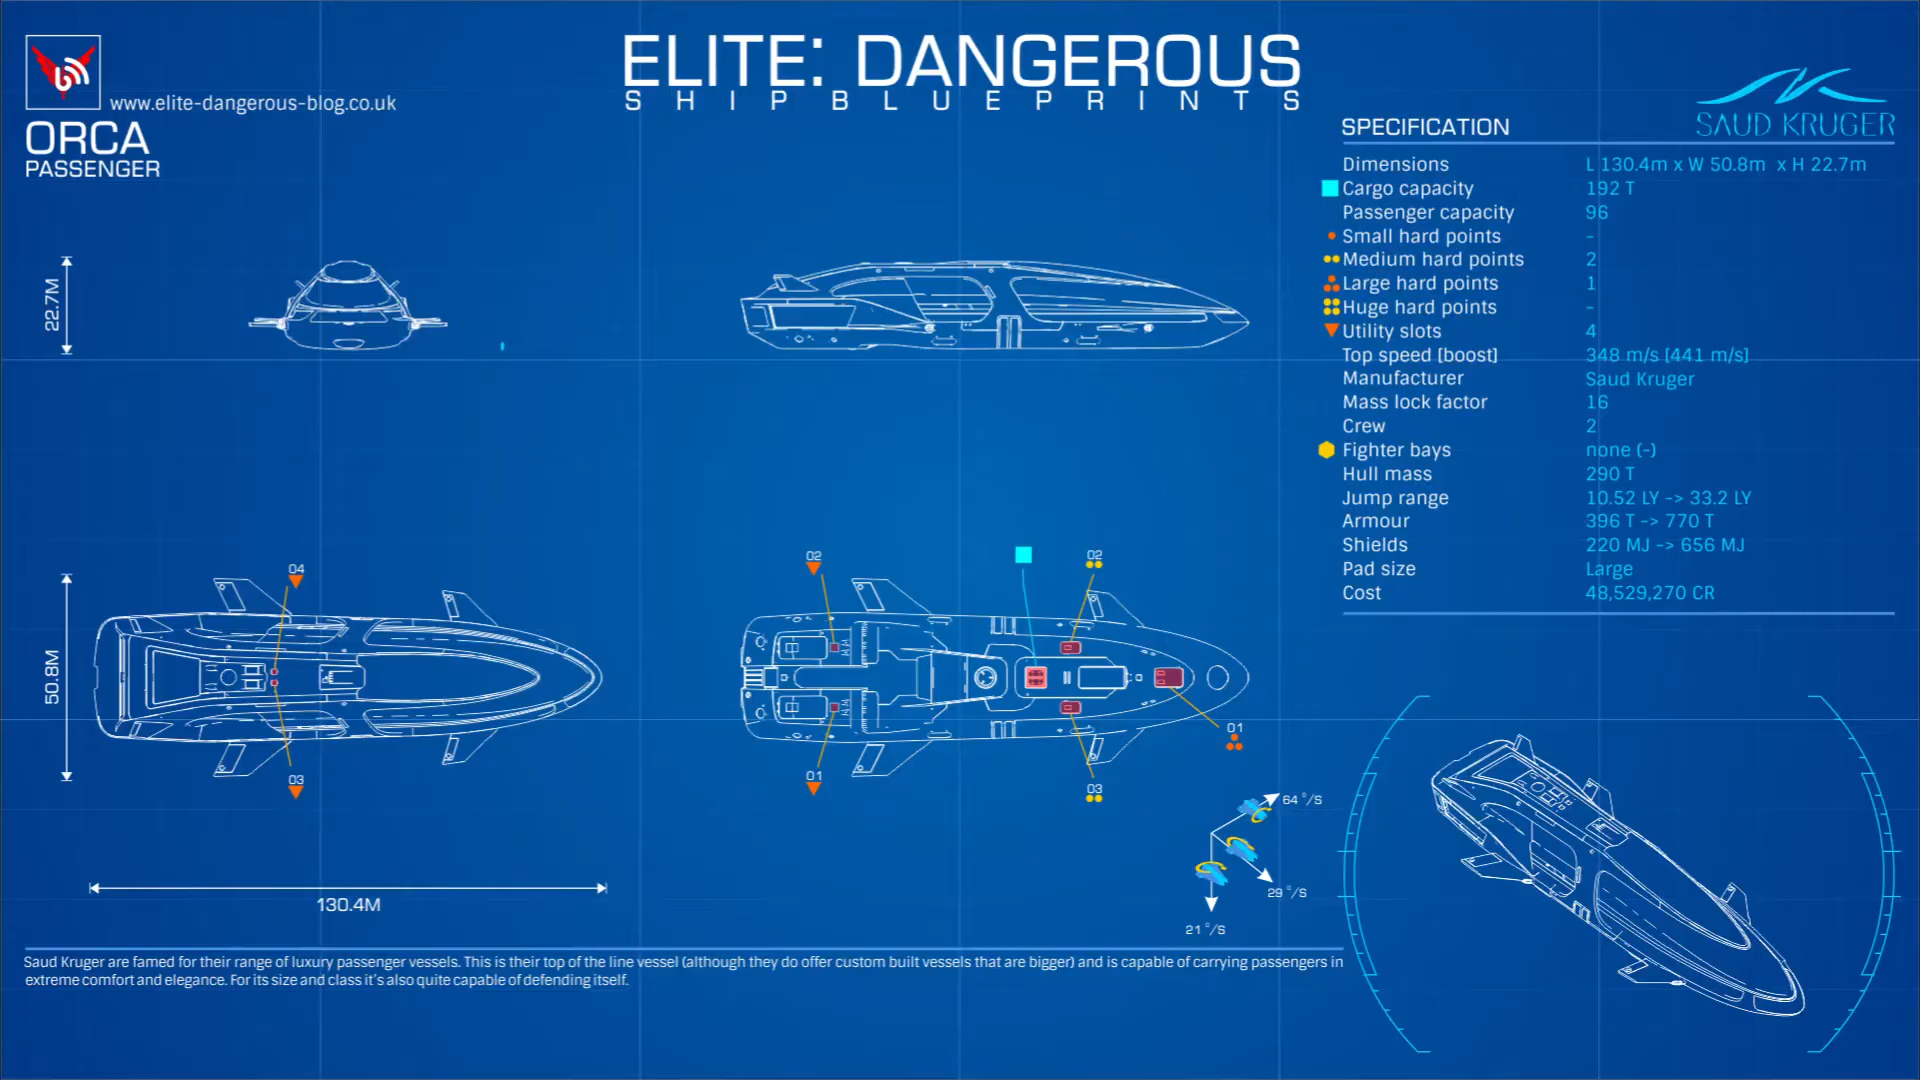 ELITE: DANGEROUS
SHIP BLUEPRINTS
www.elite-dangerous-blog.co.uk
ORCA
PASSENGER
SAUD KRUGER
SPECIFICATION
Dimensions L 130.4m x W 50.8m x H 22.7m
Cargo capacity 192 T
Passenger capacity 96
Small hard points -
Medium hard points 2
Large hard points 1
Huge hard points -
Utility slots 4
Top speed [boost] 348 m/s [441 m/s]
Manufacturer Saud Kruger
Mass lock factor 16
Crew 2
Fighter bays none (-)
Hull mass 290 T
Jump range 10.52 LY -> 33.2 LY
Armour 396 T -> 770 T
Shields 220 MJ -> 656 MJ
Pad size Large
Cost 48,529,270 CR
22.7M
04
02
02
50.8M
01
03
01
03
64 °/S
29 °/S
21 °/S
130.4M
Saud Kruger are famed for their range of luxury passenger vessels. This is their top of the line vessel (although they do offer custom built vessels that are bigger) and is capable of carrying passengers in
extreme comfort and elegance. For its size and class it's also quite capable of defending itself.